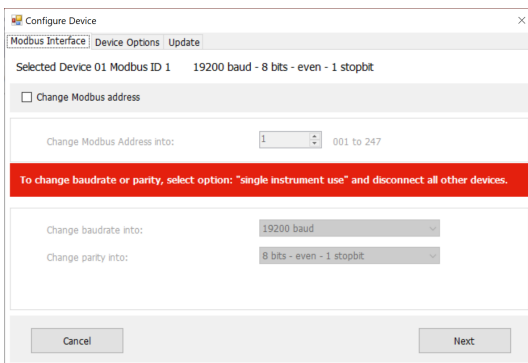 Configure Device
Modbus Interface Device Options Update
Selected Device 01 Modbus ID 1 19200 baud - 8 bits - even - 1 stopbit
Change Modbus address
Change Modbus Address into: 1 001 to 247
To change baudrate or parity, select option: "single instrument use" and disconnect all other devices.
Change baudrate into: 19200 baud
Change parity into: 8 bits - even - 1 stopbit
Cancel Next